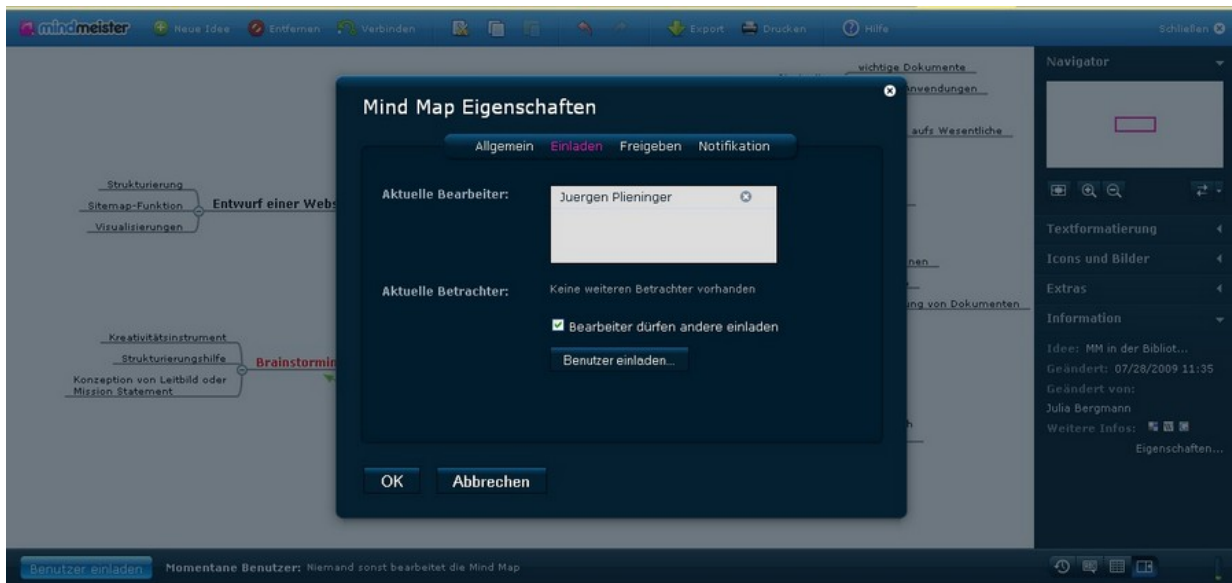 mindmeister Neue Idee Entfernen Verbinden Export Drucken Hilfe Schließen
wichtige Dokumente
nwendungen
aufs Wesentliche
Strukturierung
Sitemap-Funktion
Visualisierungen
Entwurf einer Webs
nen
ung von Dokumenten
Kreativitätsinstrument
Strukturierungshilfe
Konzeption von Leitbild oder
Mission Statement
Brainstormin
h
Mind Map Eigenschaften
Allgemein Einladen Freigeben Notifikation
Aktuelle Bearbeiter: Juergen Plieninger
Aktuelle Betrachter: Keine weiteren Betrachter vorhanden
Bearbeiter dürfen andere einladen
Benutzer einladen...
OK Abbrechen
Navigator
Textformatierung
Icons und Bilder
Extras
Information
Idee: MM in der Bibliot...
Geändert: 07/28/2009 11:35
Geändert von:
Julia Bergmann
Weitere Infos:
Eigenschaften...
Benutzer einladen Momentane Benutzer: Niemand sonst bearbeitet die Mind Map